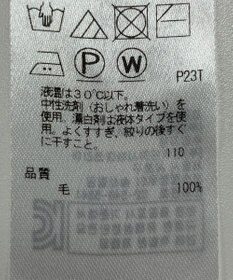 P W
P23T
液温は30℃以下。
中性洗剤(おしゃれ着洗い)を
使用、漂白剤は液体タイプを使
用。よくすすぎ、絞りの後すぐ
に干すこと。
110
品質
毛 100%